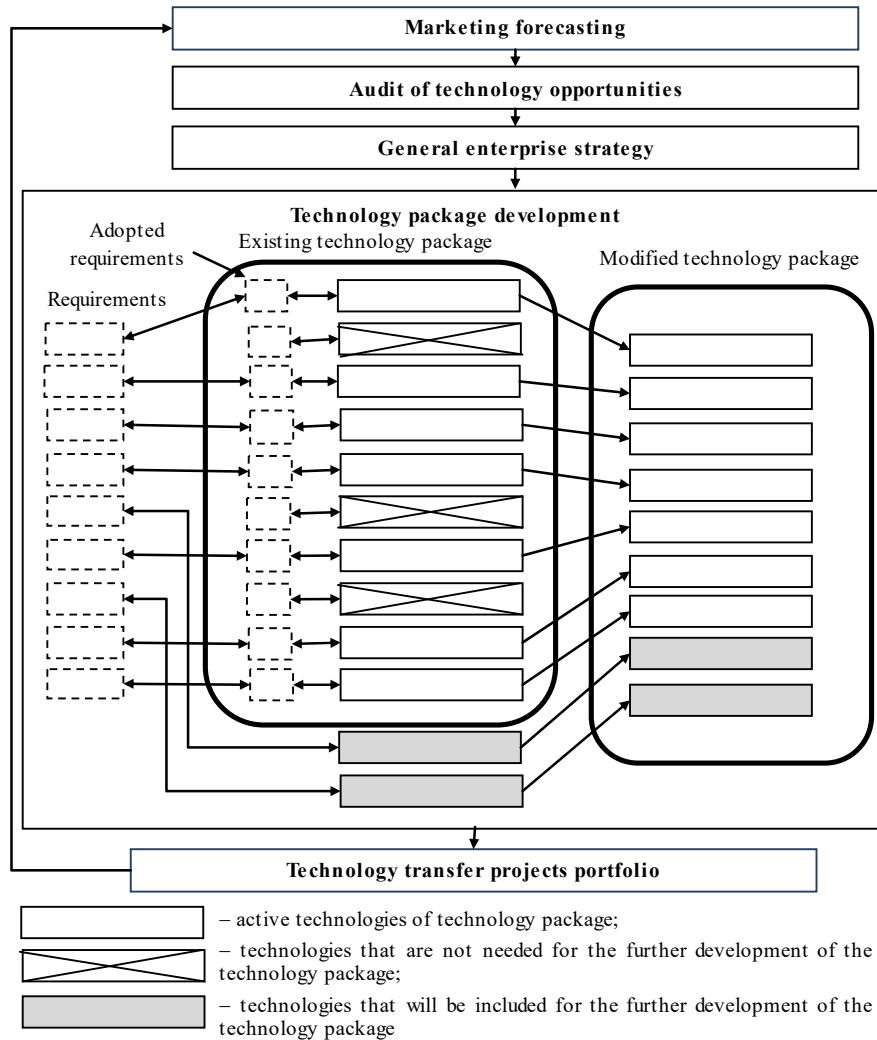 Marketing forecasting
Audit of technology opportunities
General enterprise strategy
Technology package development
Adopted
requirements
Existing technology package
Modified technology package
Requirements
Technology transfer projects portfolio
– active technologies of technology package;
– technologies that are not needed for the further development of the
technology package;
– technologies that will be included for the further development of the
technology package